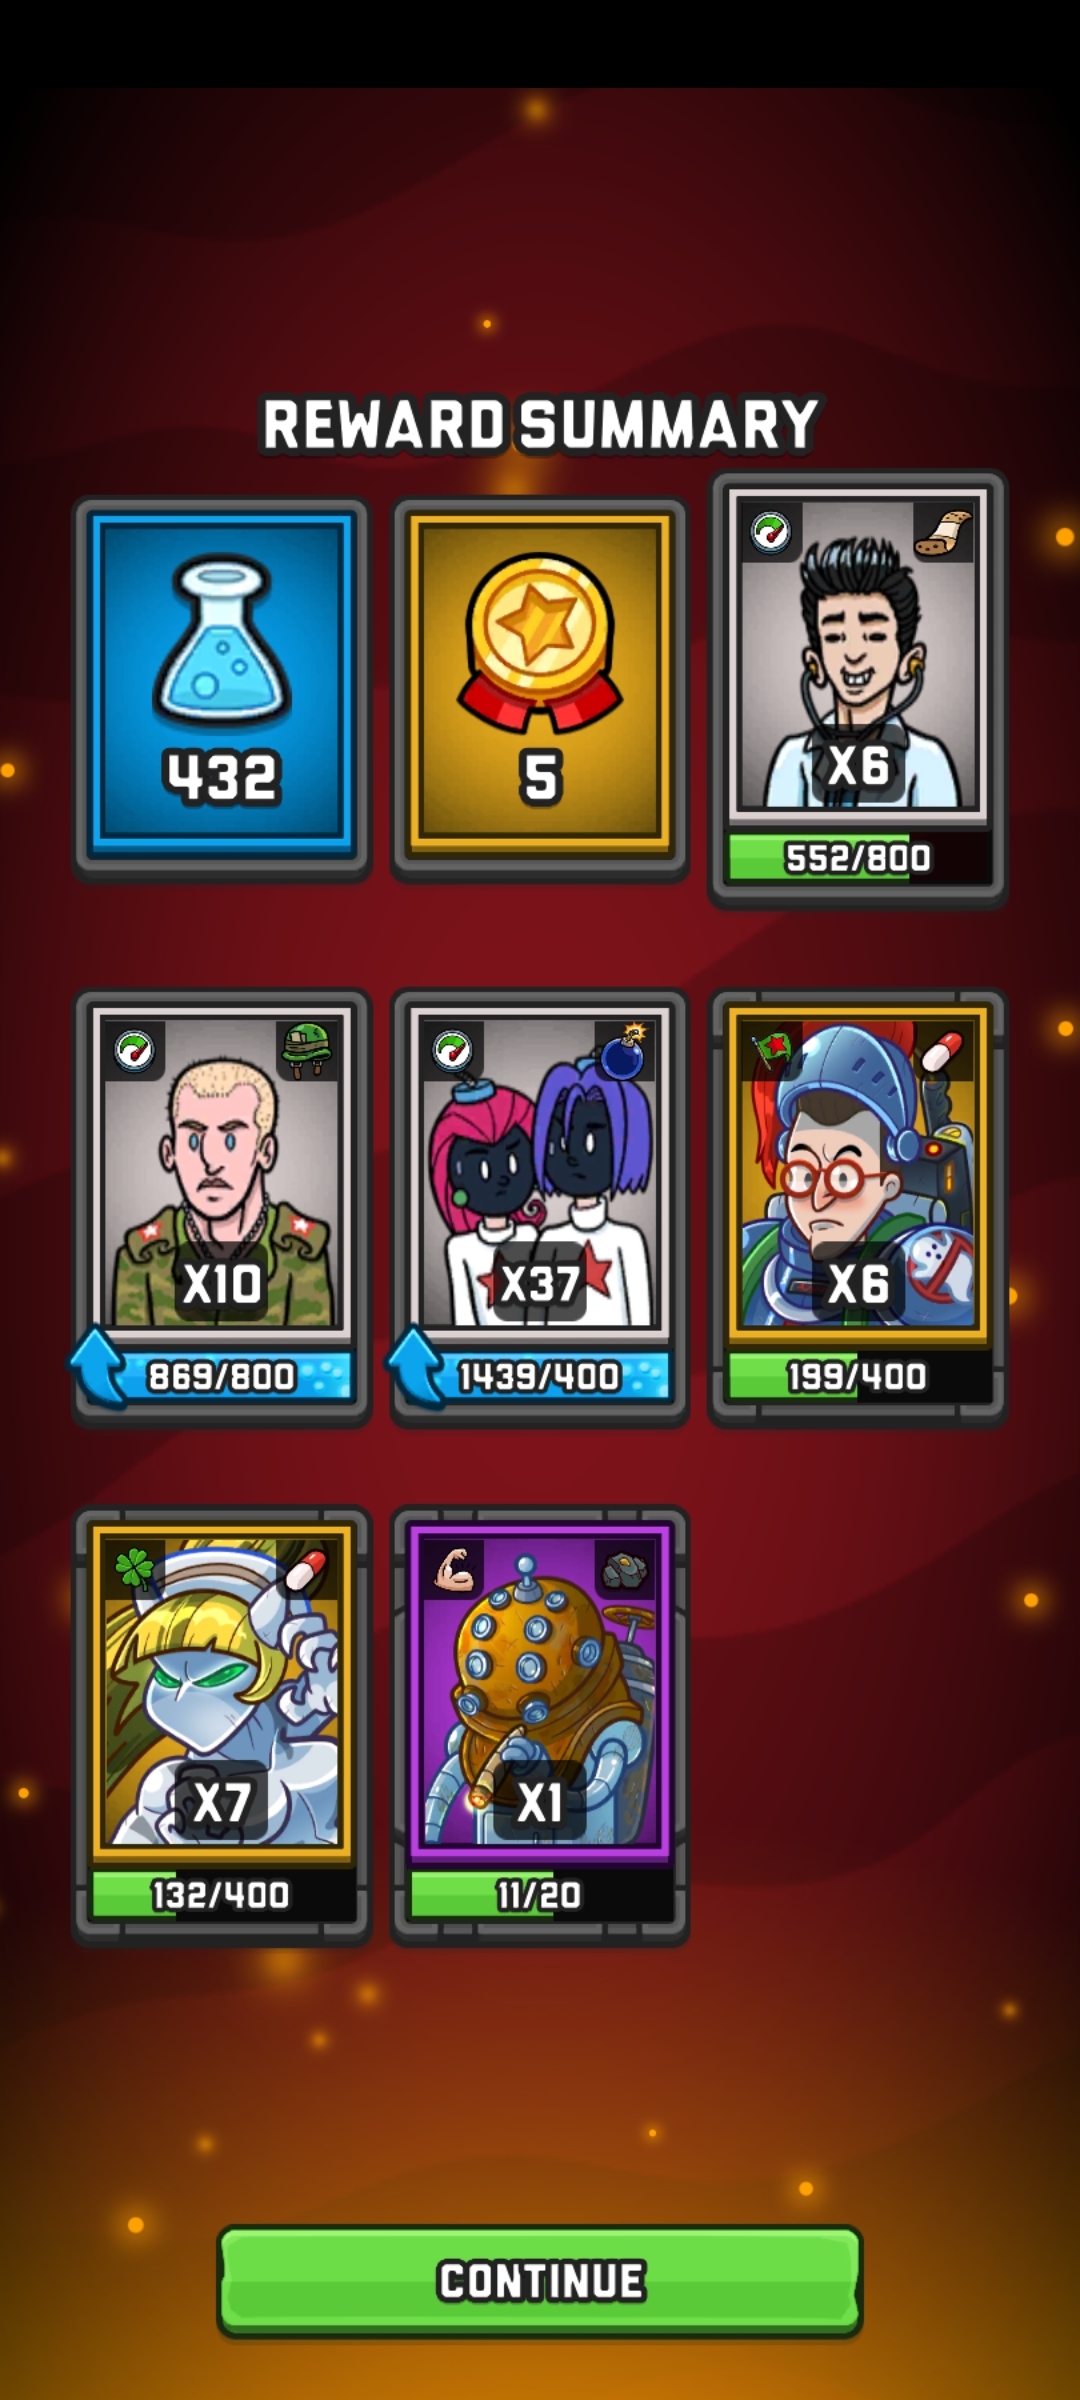 REWARD SUMMARY
432
5
X6
552/800
X10
869/800
X37
1439/400
X6
199/400
X7
132/400
X1
11/20
CONTINUE